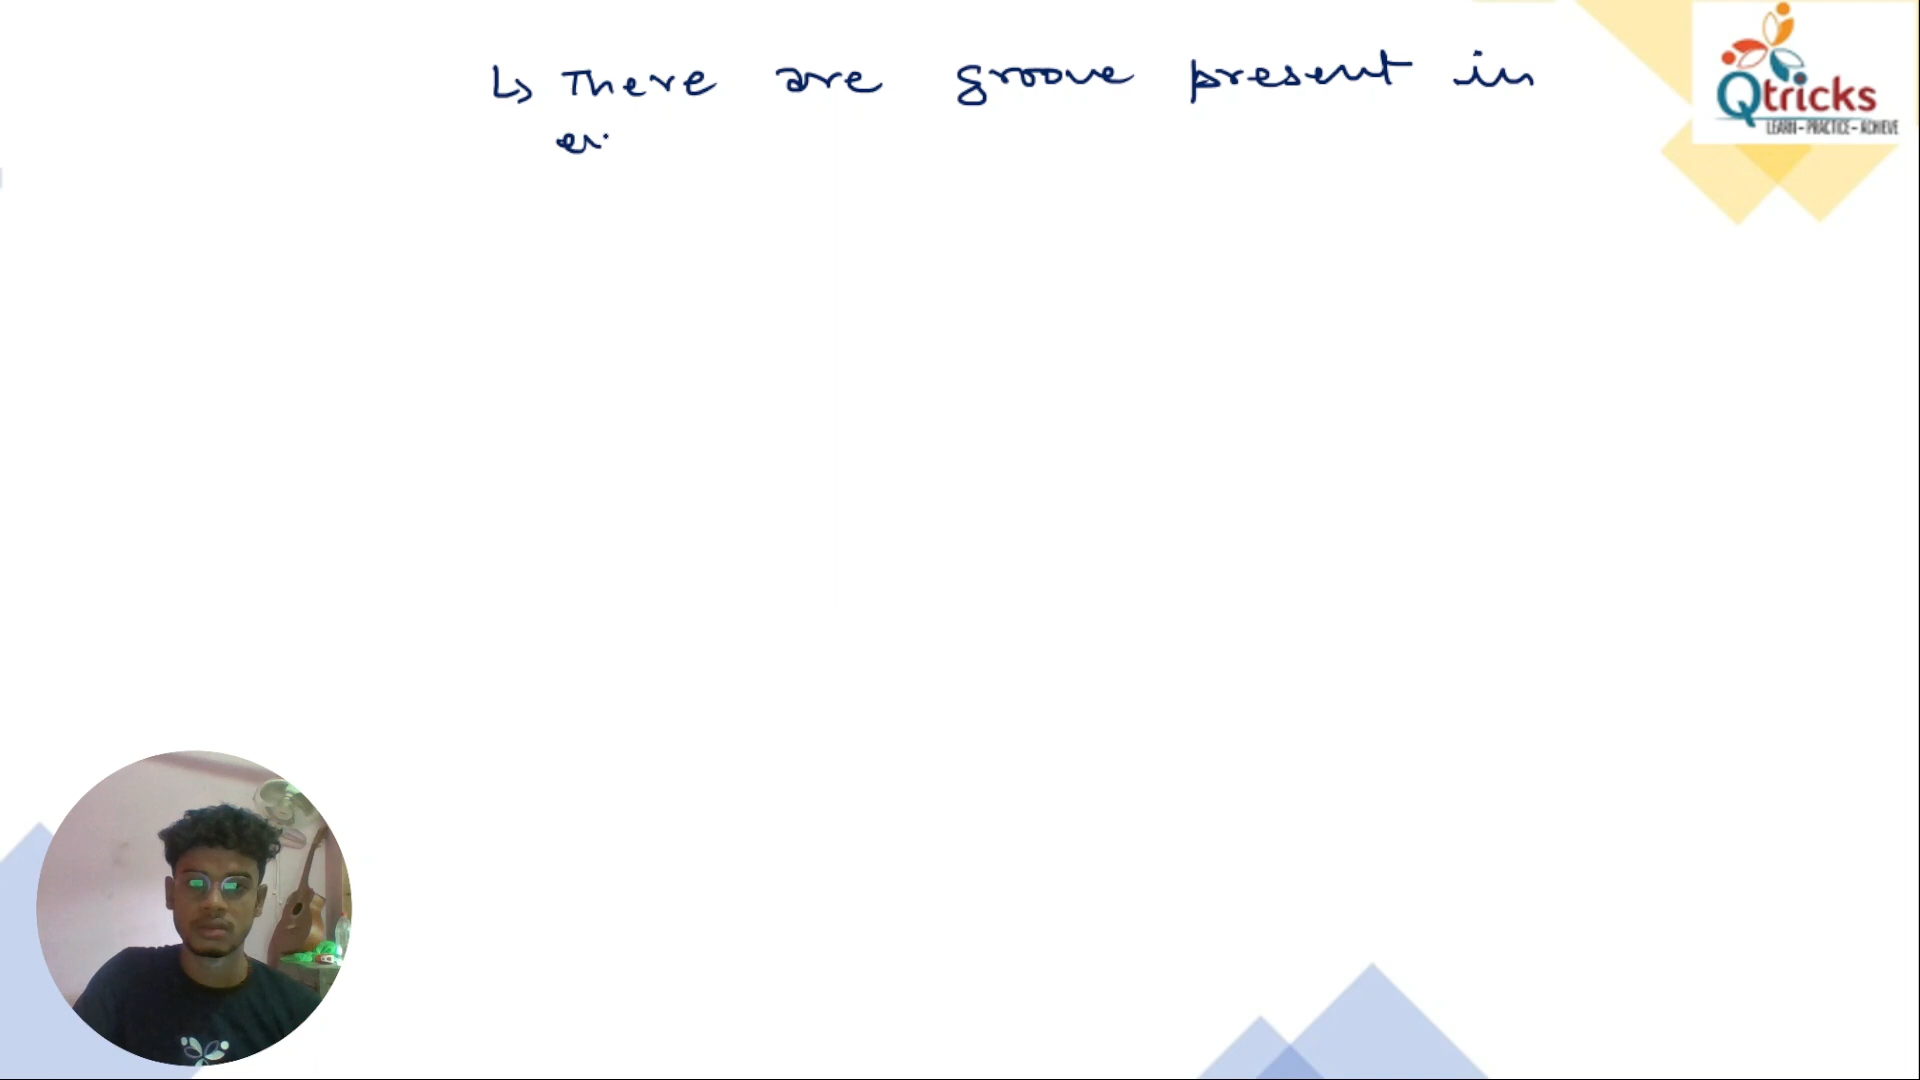 ↳ There are groove present in
Qtricks
LEARN - PRACTICE - ACHIEVE